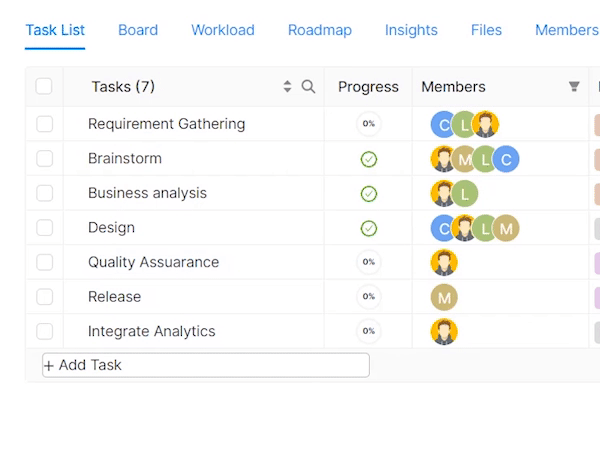 Task List Board Workload Roadmap Insights Files Members
Tasks (7) Progress Members
Requirement Gathering 0% C L
Brainstorm M L C
Business analysis L
Design C L M
Quality Assuarance 0%
Release 0% M
Integrate Analytics 0%
+ Add Task